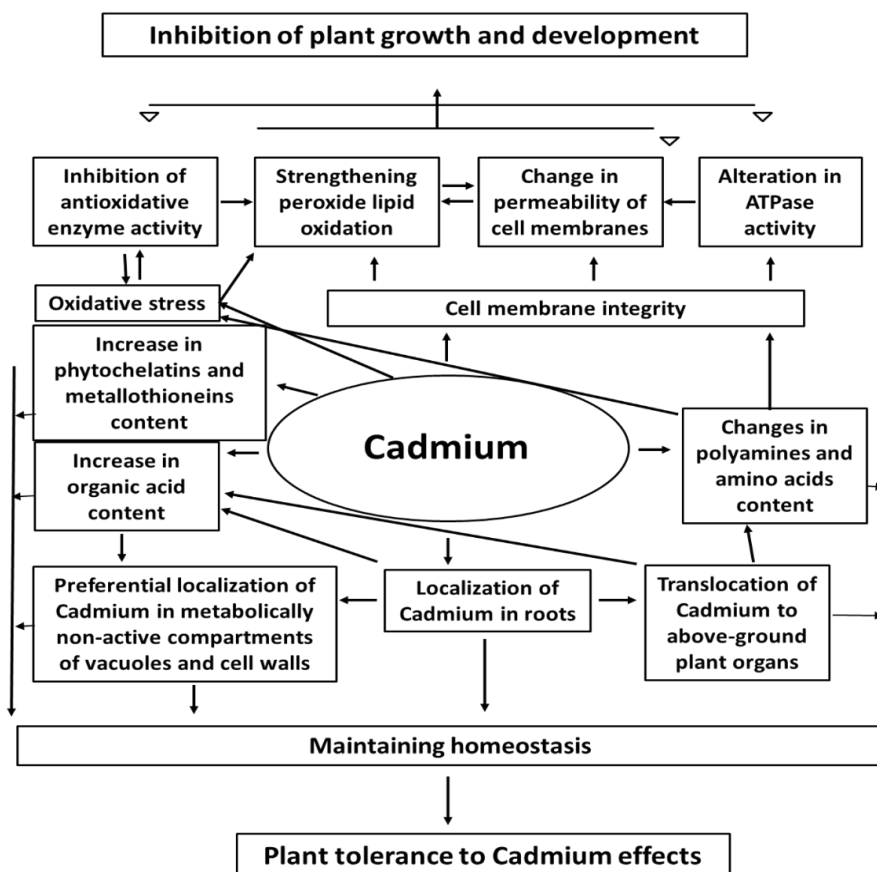 Inhibition of plant growth and development
Inhibition of
antioxidative
enzyme activity
Strengthening
peroxide lipid
oxidation
Change in
permeability of
cell membranes
Alteration in
ATPase
activity
Oxidative stress
Cell membrane integrity
Increase in
phytochelatins and
metallothioneins
content
Cadmium
Changes in
polyamines and
amino acids
content
Increase in
organic acid
content
Preferential localization of
Cadmium in metabolically
non-active compartments
of vacuoles and cell walls
Localization of
Cadmium in roots
Translocation of
Cadmium to
above-ground
plant organs
Maintaining homeostasis
Plant tolerance to Cadmium effects